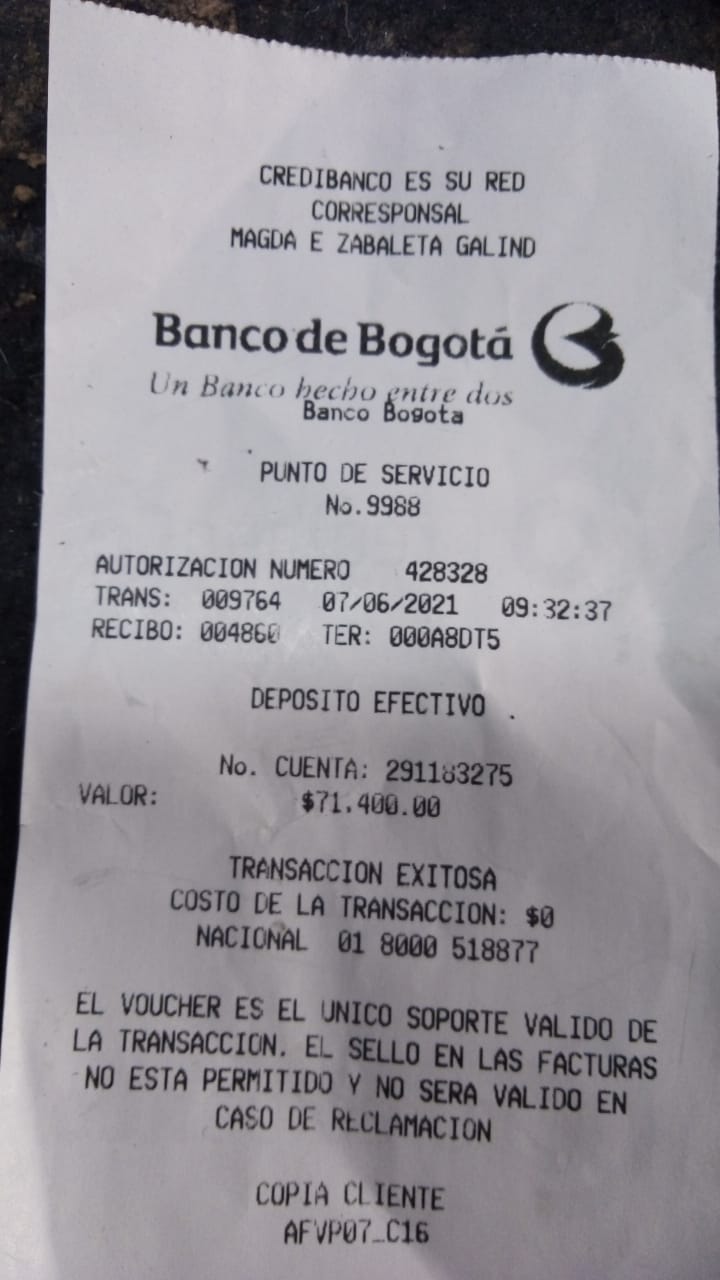 CREDIBANCO ES SU RED
CORRESPONSAL
MAGDA E ZABALETA GALIND
Banco de Bogotá
Un Banco hecho entre dos
Banco Bogota
PUNTO DE SERVICIO
No.9988
AUTORIZACION NUMERO 428328
TRANS: 009764 07/06/2021 09:32:37
RECIBO: 004860 TER: 000A8DT5
DEPOSITO EFECTIVO
No. CUENTA: 291183275
VALOR: $71.400.00
TRANSACCION EXITOSA
COSTO DE LA TRANSACCION: $0
NACIONAL 01 8000 518877
EL VOUCHER ES EL UNICO SOPORTE VALIDO DE
LA TRANSACCION. EL SELLO EN LAS FACTURAS
NO ESTA PERMITIDO Y NO SERA VALIDO EN
CASO DE RECLAMACION
COPIA CLIENTE
AFVP07_C16